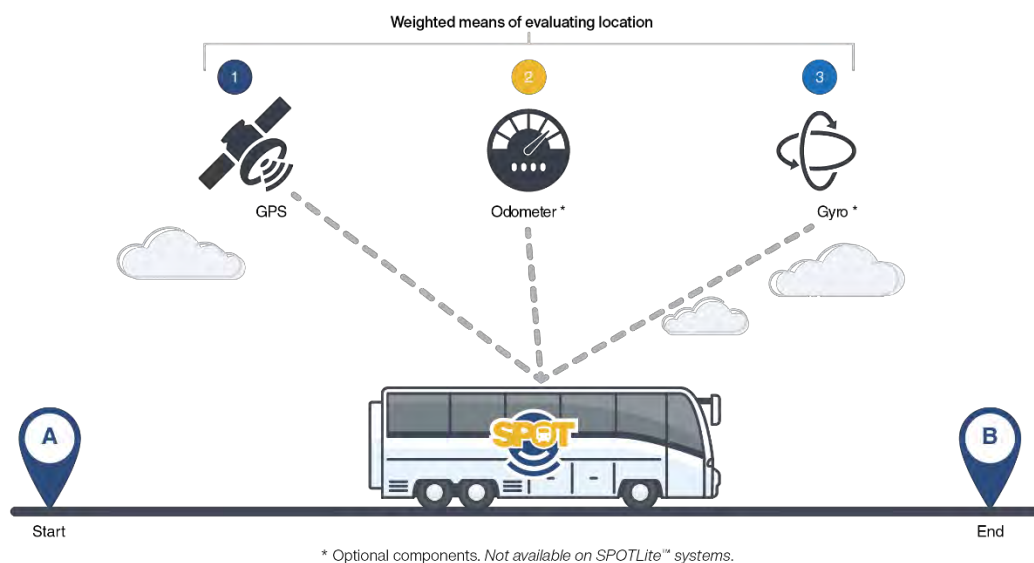 Weighted means of evaluating location
1 2 3
GPS Odometer * Gyro *
SPOT
A B
Start End
* Optional components. Not available on SPOTLite™ systems.